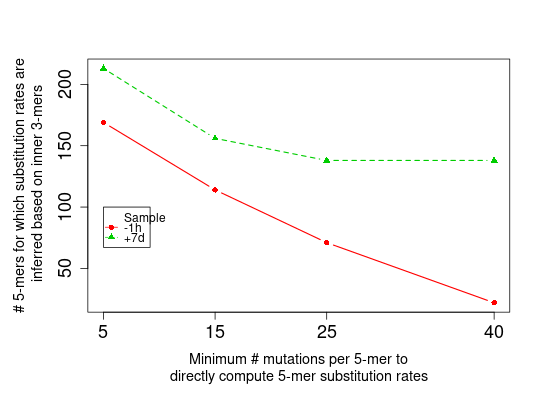 # 5-mers for which substitution rates are
inferred based on inner 3-mers
200
150
100
50
Sample
-1h
+7d
5 15 25 40
Minimum # mutations per 5-mer to
directly compute 5-mer substitution rates